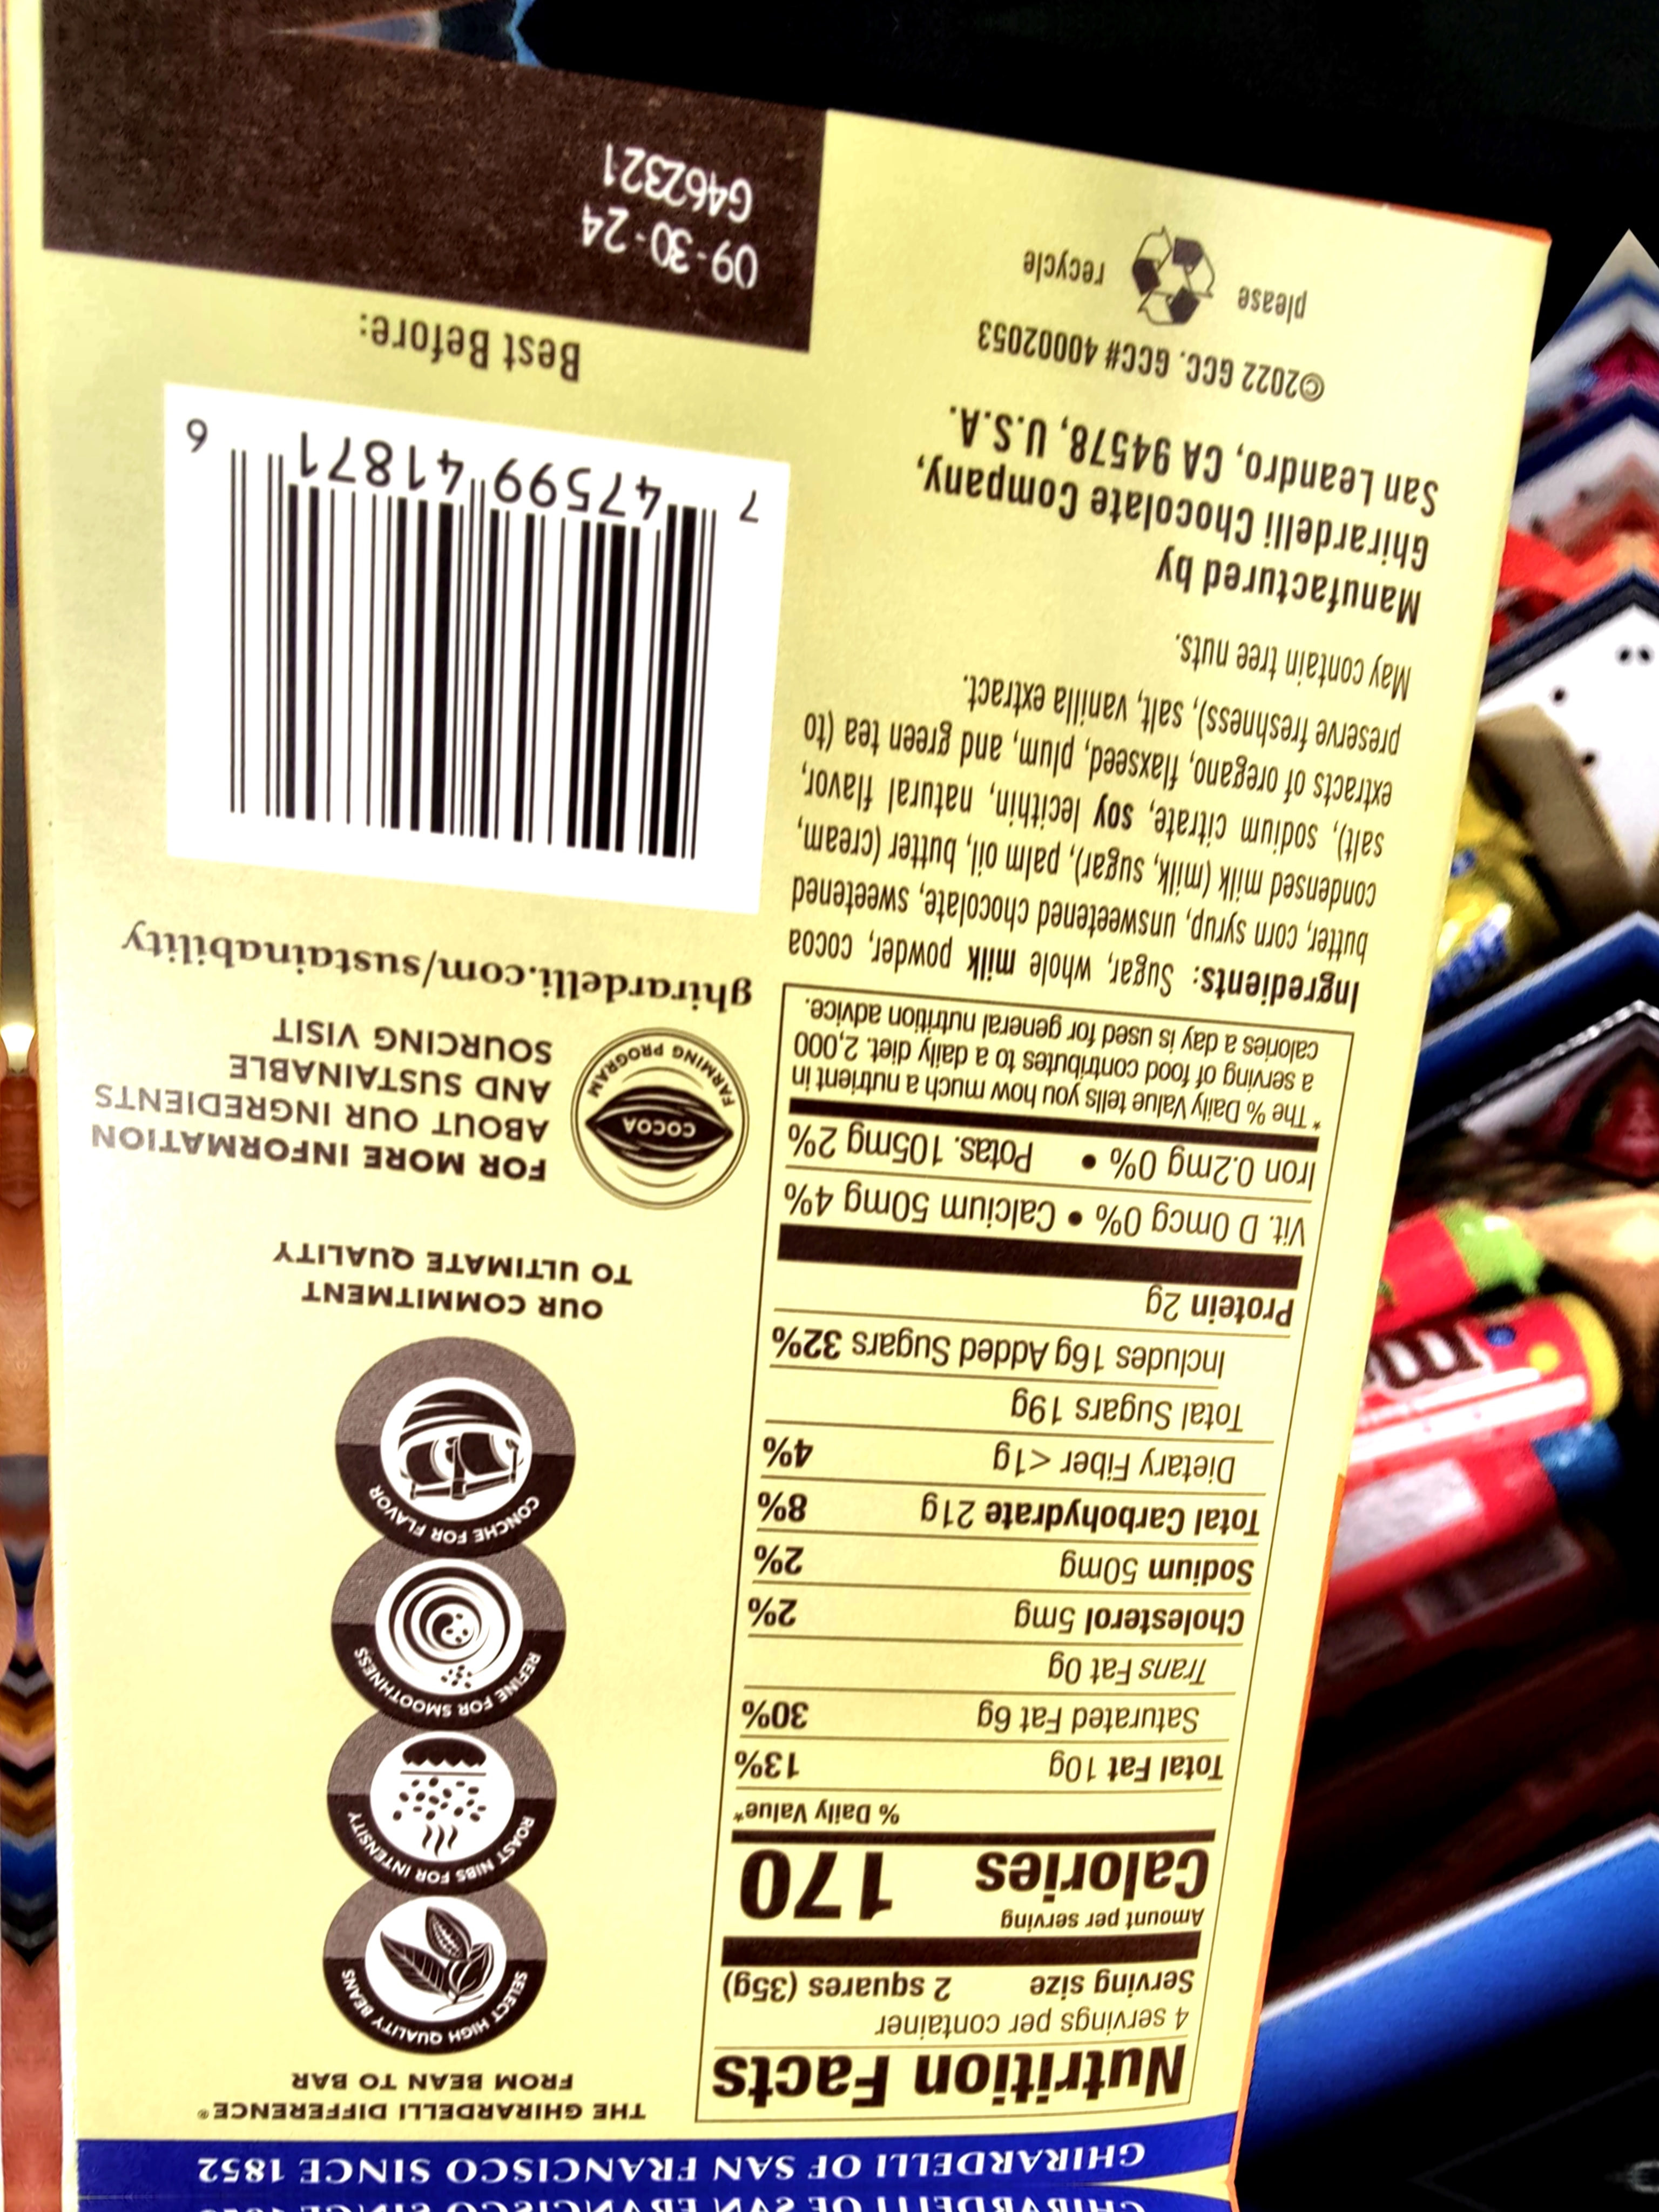 GHIRARDELLI OF SAN FRANCISCO SINCE 1852
Nutrition Facts
4 servings per container
Serving size 2 squares (35g)
Amount per serving
Calories 170
% Daily Value*
Total Fat 10g 13%
Saturated Fat 6g 30%
Trans Fat 0g
Cholesterol 5mg 2%
Sodium 50mg 2%
Total Carbohydrate 21g 8%
Dietary Fiber <1g 4%
Total Sugars 19g
Includes 16g Added Sugars 32%
Protein 2g
Vit. D 0mcg 0% • Calcium 50mg 4%
Iron 0.2mg 0% • Potas. 105mg 2%
* The % Daily Value tells you how much a nutrient in
a serving of food contributes to a daily diet. 2,000
calories a day is used for general nutrition advice.
Ingredients: Sugar, whole milk powder, cocoa
butter, corn syrup, unsweetened chocolate, sweetened
condensed milk (milk, sugar), palm oil, butter (cream,
salt), sodium citrate, soy lecithin, natural flavor,
extracts of oregano, flaxseed, plum, and green tea (to
preserve freshness), salt, vanilla extract.
May contain tree nuts.
Manufactured by
Ghirardelli Chocolate Company,
San Leandro, CA 94578, U.S.A.
©2022 GCC. GCC# 40002053
please recycle
THE GHIRARDELLI DIFFERENCE®
FROM BEAN TO BAR
SELECT HIGH QUALITY BEANS
ROAST NIBS FOR INTENSITY
REFINE FOR SMOOTHNESS
CONCHE FOR FLAVOR
OUR COMMITMENT
TO ULTIMATE QUALITY
COCOA
FARMING PROGRAM
FOR MORE INFORMATION
ABOUT OUR INGREDIENTS
AND SUSTAINABLE
SOURCING VISIT
ghirardelli.com/sustainability
7 47599 41871 6
Best Before:
09-30-24
G462321